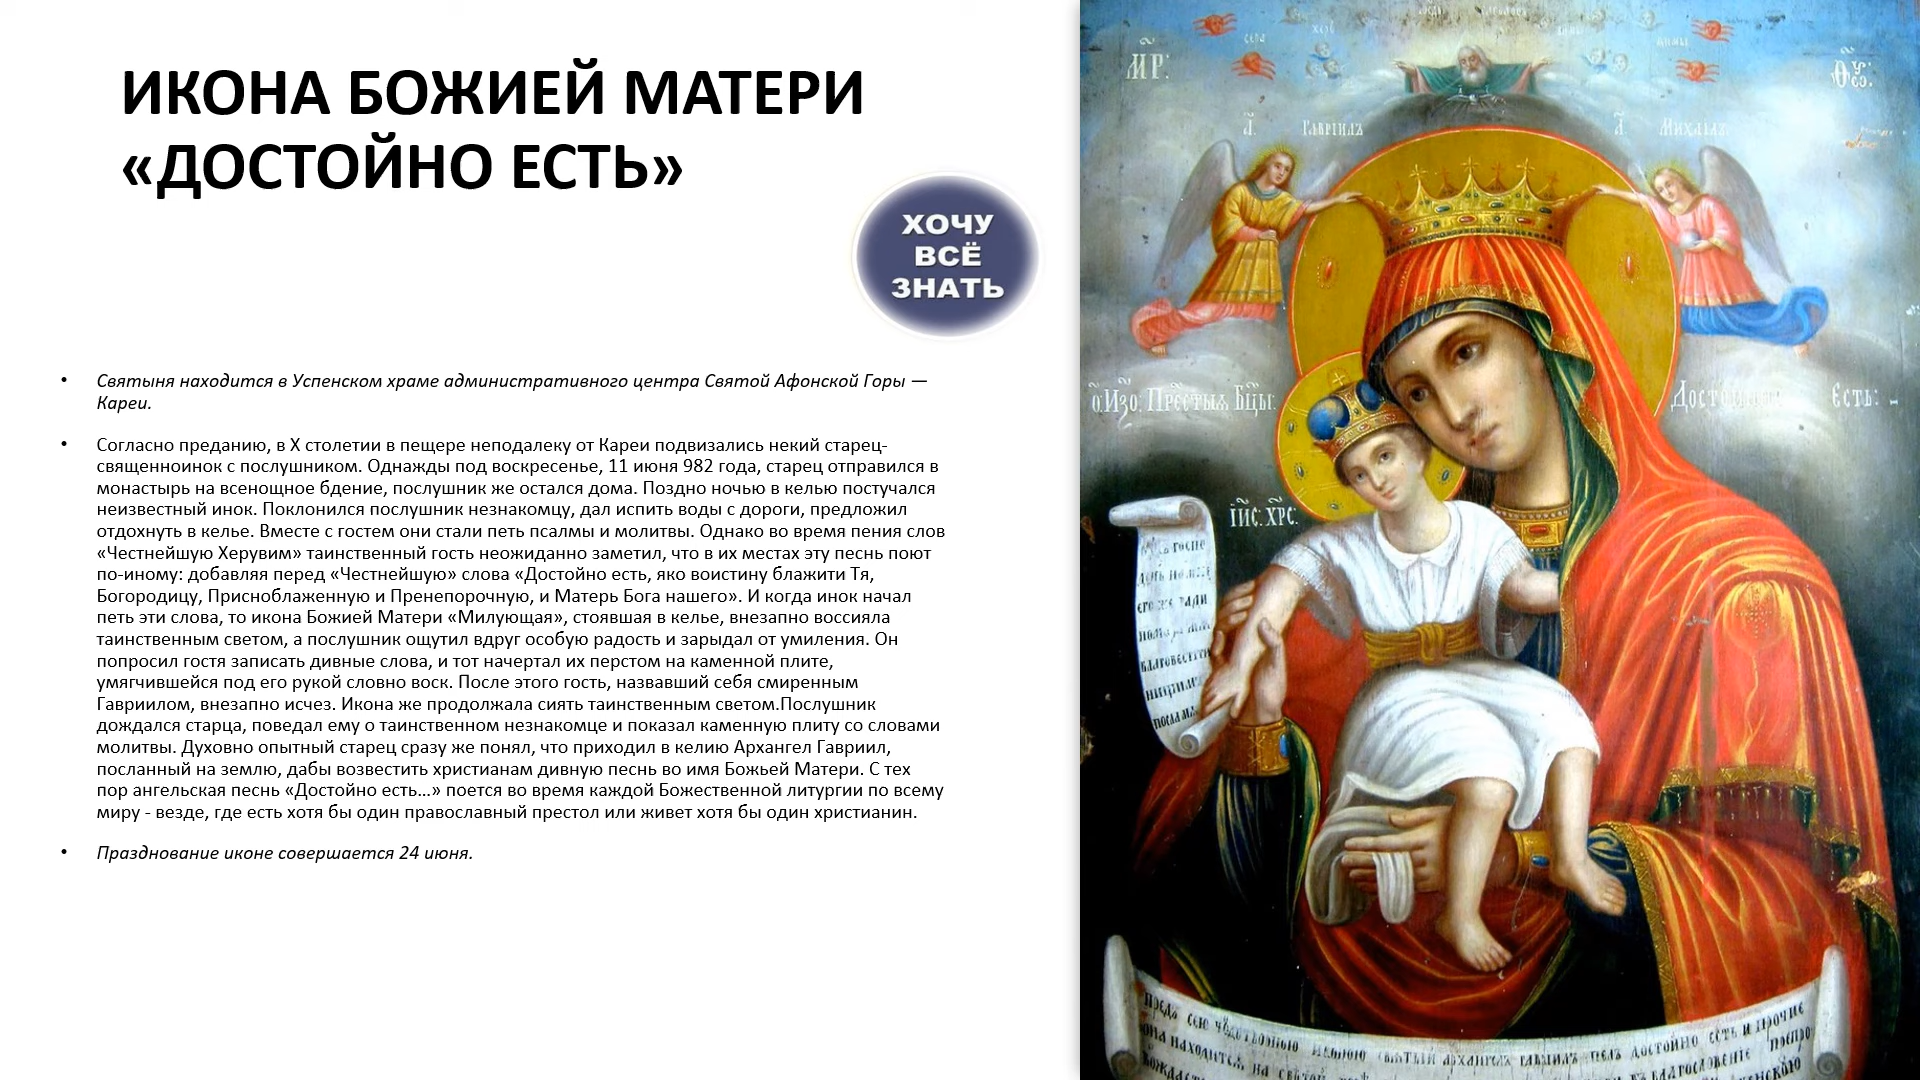 ИКОНА БОЖИЕЙ МАТЕРИ
«ДОСТОЙНО ЕСТЬ»
ХОЧУ
ВСЁ
ЗНАТЬ
• Святыня находится в Успенском храме административного центра Святой Афонской Горы —
Кареи.
• Согласно преданию, в X столетии в пещере неподалеку от Кареи подвизались некий старец-
священноинок с послушником. Однажды под воскресенье, 11 июня 982 года, старец отправился в
монастырь на всенощное бдение, послушник же остался дома. Поздно ночью в келью постучался
неизвестный инок. Поклонился послушник незнакомцу, дал испить воды с дороги, предложил
отдохнуть в келье. Вместе с гостем они стали петь псалмы и молитвы. Однако во время пения слов
«Честнейшую Херувим» таинственный гость неожиданно заметил, что в их местах эту песнь поют
по-иному: добавляя перед «Честнейшую» слова «Достойно есть, яко воистину блажити Тя,
Богородицу, Присноблаженную и Пренепорочную, и Матерь Бога нашего». И когда инок начал
петь эти слова, то икона Божией Матери «Милующая», стоявшая в келье, внезапно воссияла
таинственным светом, а послушник ощутил вдруг особую радость и зарыдал от умиления. Он
попросил гостя записать дивные слова, и тот начертал их перстом на каменной плите,
умягчившейся под его рукой словно воск. После этого гость, назвавший себя смиренным
Гавриилом, внезапно исчез. Икона же продолжала сиять таинственным светом.Послушник
дождался старца, поведал ему о таинственном незнакомце и показал каменную плиту со словами
молитвы. Духовно опытный старец сразу же понял, что приходил в келию Архангел Гавриил,
посланный на землю, дабы возвестить христианам дивную песнь во имя Божьей Матери. С тех
пор ангельская песнь «Достойно есть…» поется во время каждой Божественной литургии по всему
миру - везде, где есть хотя бы один православный престол или живет хотя бы один христианин.
• Празднование иконе совершается 24 июня.
М҃Р:
А҃. Гавріилъ
А҃. Михаилъ
Есть:
І҃ИС: ХР҃С: